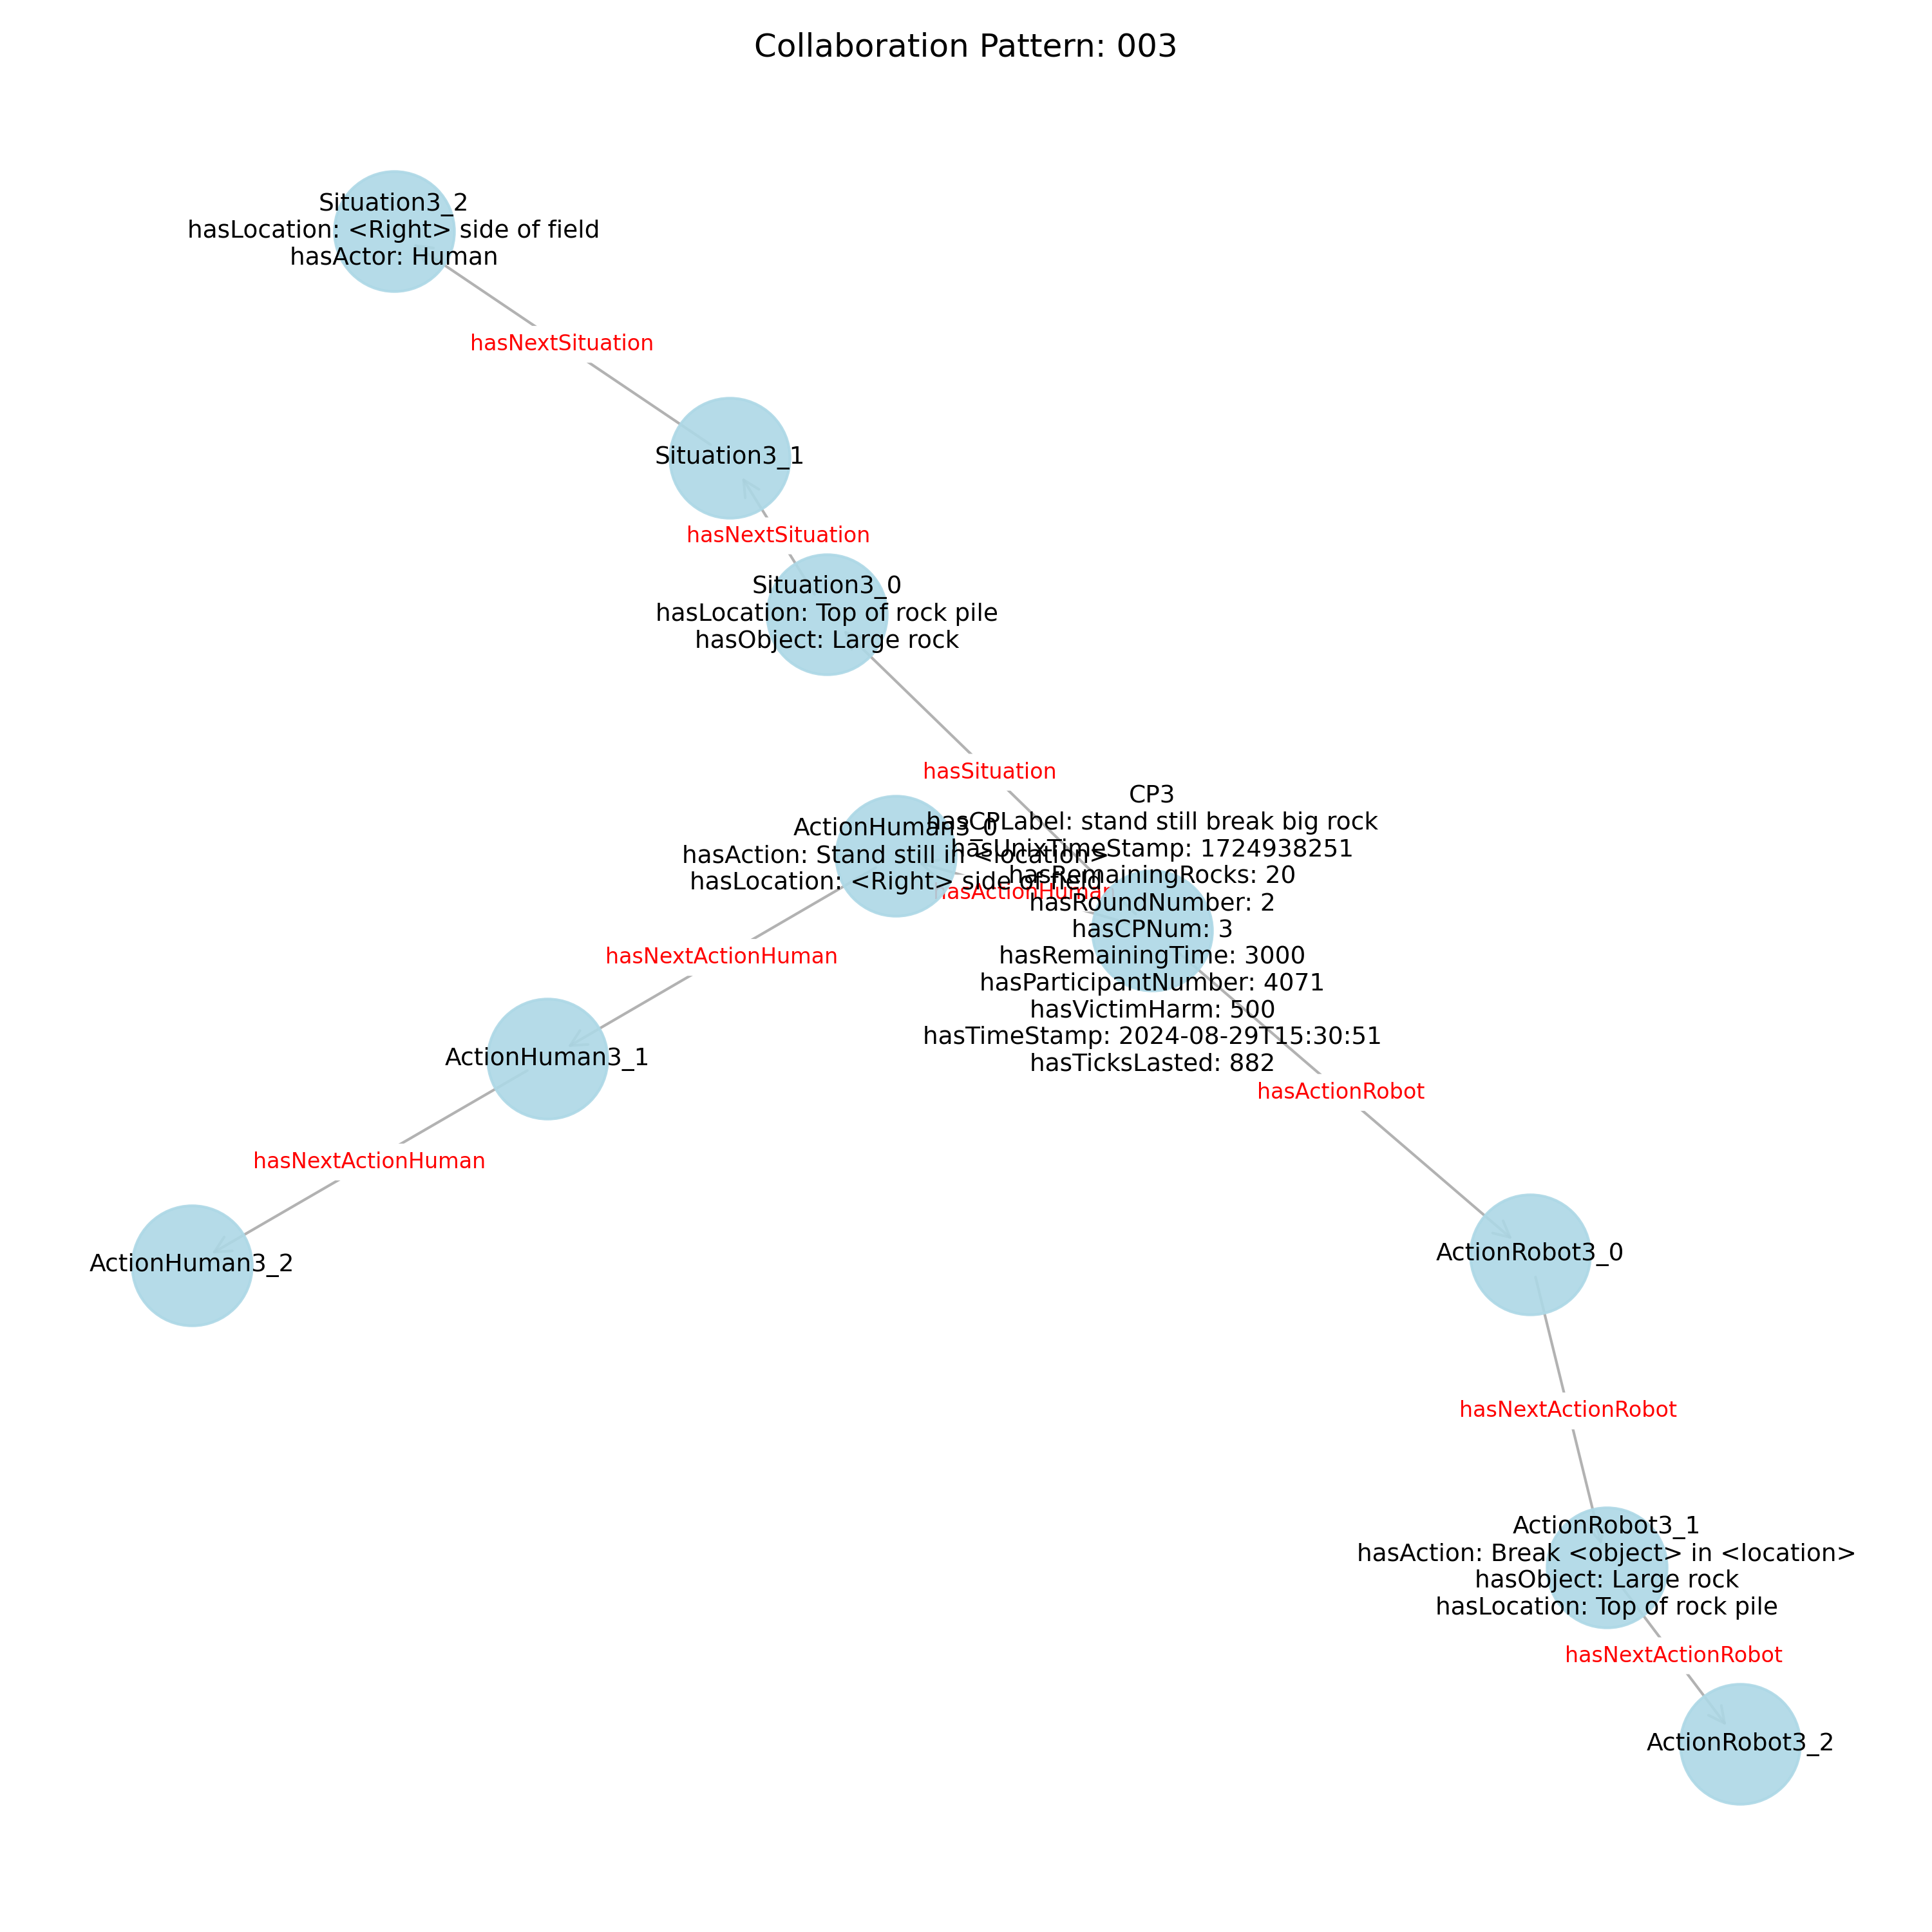 Collaboration Pattern: 003
Situation3_2
hasLocation: <Right> side of field
hasActor: Human
hasNextSituation
Situation3_1
hasNextSituation
Situation3_0
hasLocation: Top of rock pile
hasObject: Large rock
hasSituation
CP3
hasCPLabel: stand still break big rock
hasUnixTimeStamp: 1724938251
hasRemainingRocks: 20
hasRoundNumber: 2
hasCPNum: 3
hasRemainingTime: 3000
hasParticipantNumber: 4071
hasVictimHarm: 500
hasTimeStamp: 2024-08-29T15:30:51
hasTicksLasted: 882
ActionHuman3_0
hasAction: Stand still in <location>
hasLocation: <Right> side of field
hasActionHuman
hasNextActionHuman
ActionHuman3_1
hasNextActionHuman
ActionHuman3_2
hasActionRobot
ActionRobot3_0
hasNextActionRobot
ActionRobot3_1
hasAction: Break <object> in <location>
hasObject: Large rock
hasLocation: Top of rock pile
hasNextActionRobot
ActionRobot3_2